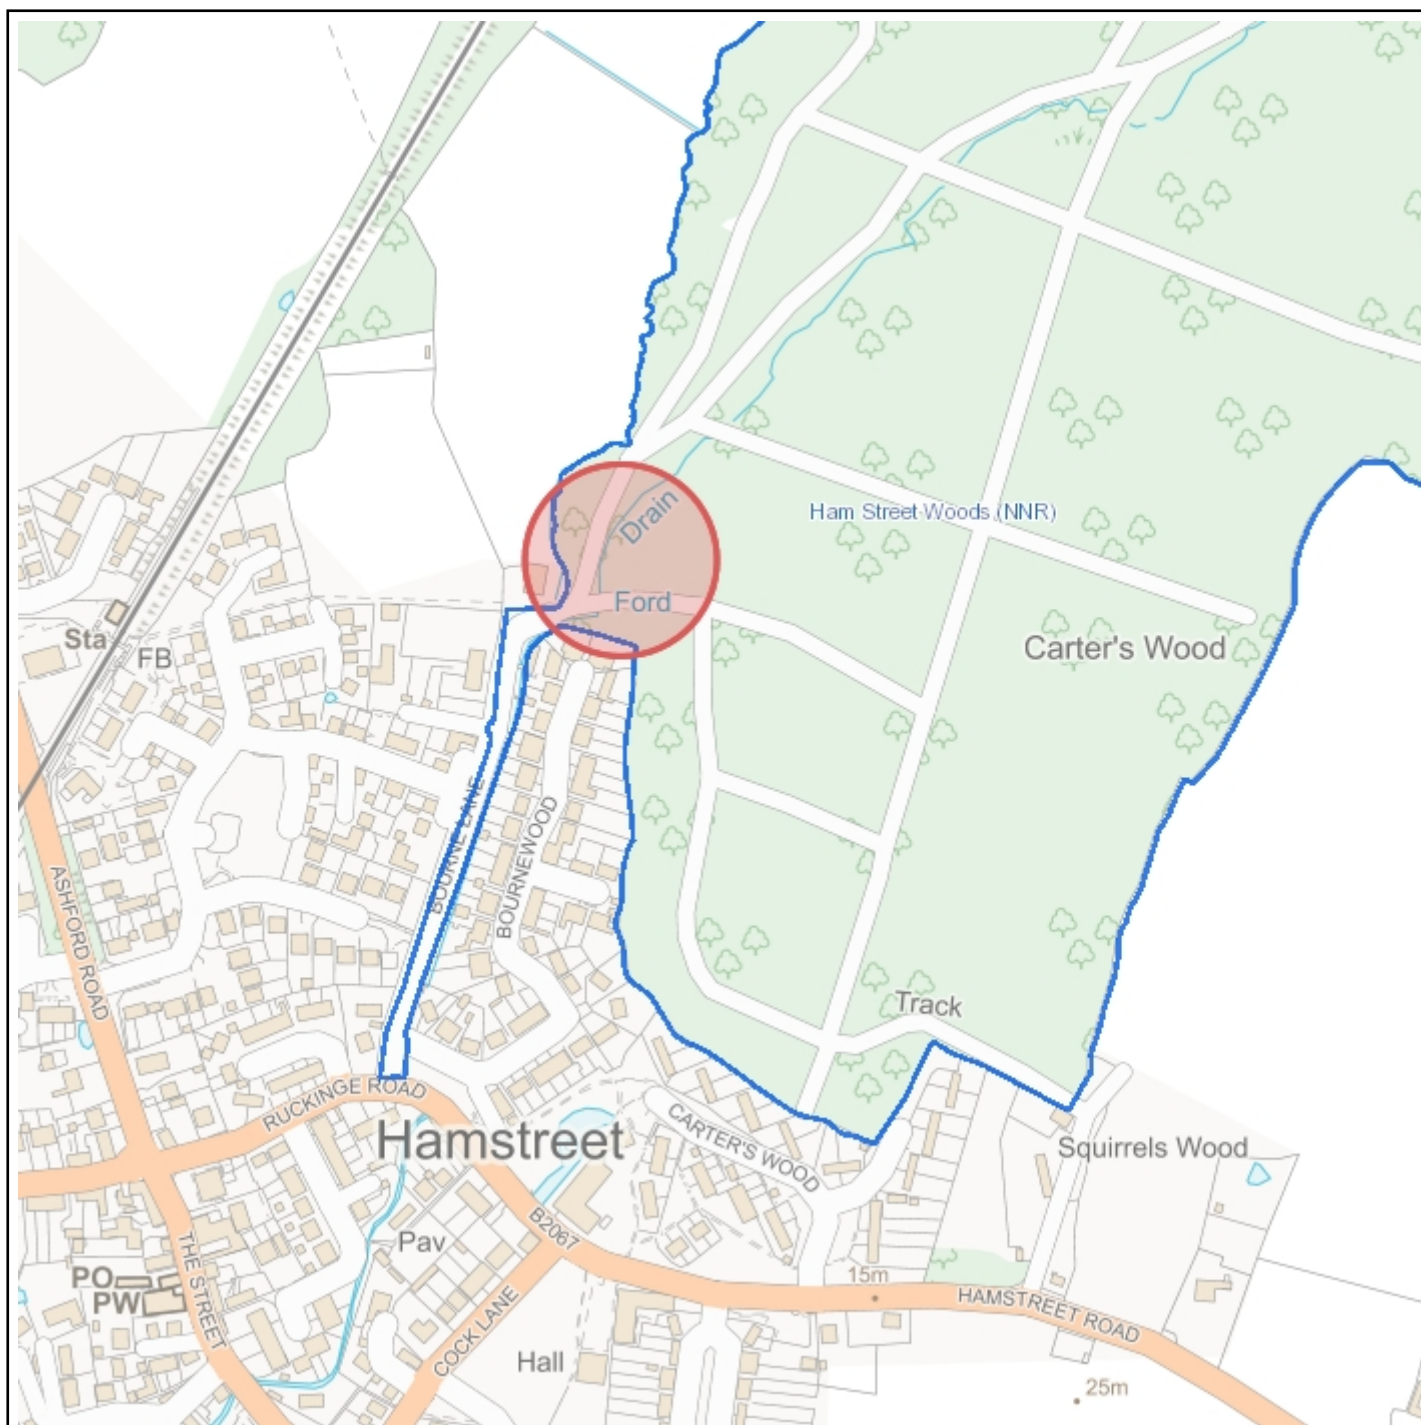 Drain
Ham Street Woods (NNR)
Ford
Sta
FB
Carter's Wood
BOURNE LANE
BOURNEWOOD
ASHFORD ROAD
Track
RUCKINGE ROAD
Hamstreet
CARTER'S WOOD
Squirrels Wood
B2067
Pav
THE STREET
PO
PW
15m
HAMSTREET ROAD
COCK LANE
Hall
25m